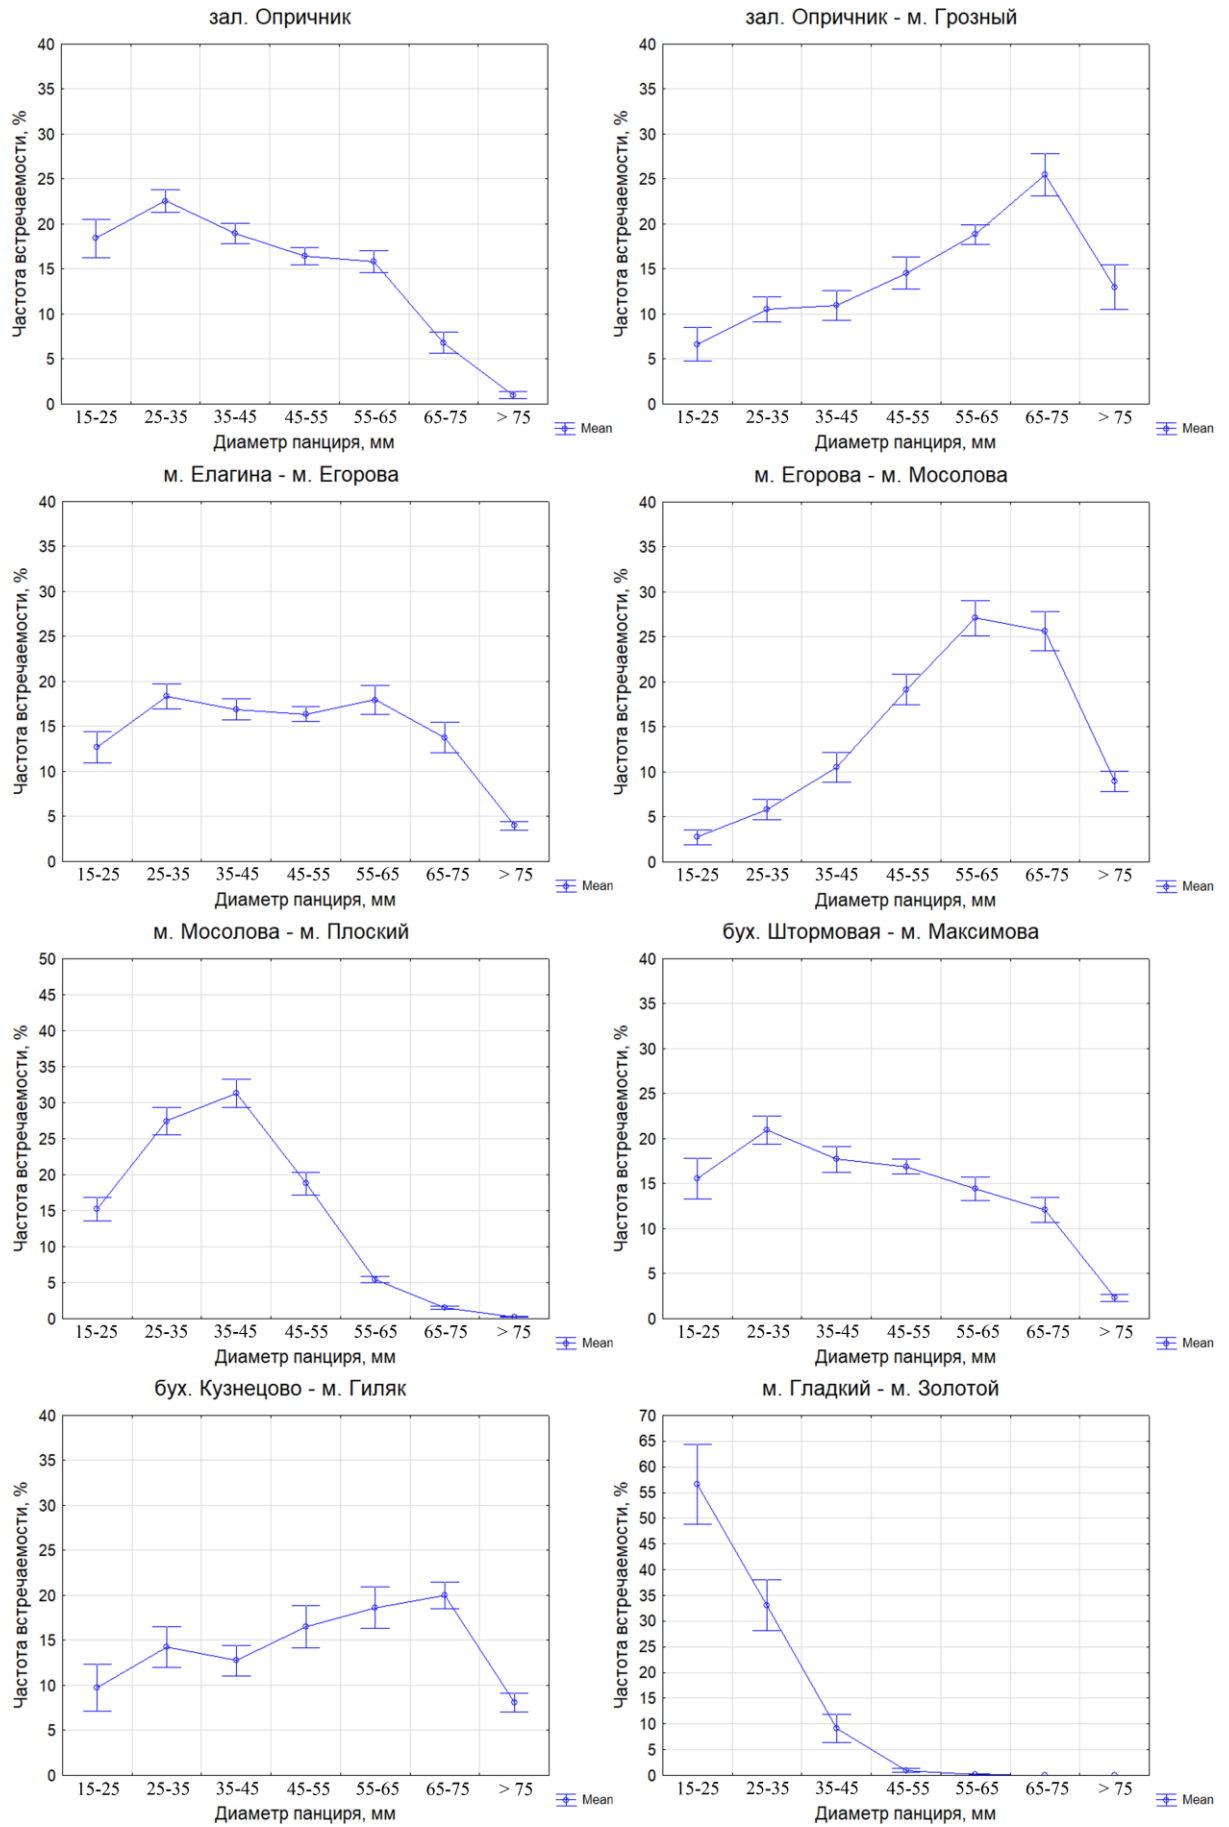 зал. Опричник
40
35
30
25
20
15
10
5
0
Частота встречаемости, %
15-25 25-35 35-45 45-55 55-65 65-75 > 75
Диаметр панциря, мм
Mean
зал. Опричник - м. Грозный
40
35
30
25
20
15
10
5
0
Частота встречаемости, %
15-25 25-35 35-45 45-55 55-65 65-75 > 75
Диаметр панциря, мм
Mean
м. Елагина - м. Егорова
40
35
30
25
20
15
10
5
0
Частота встречаемости, %
15-25 25-35 35-45 45-55 55-65 65-75 > 75
Диаметр панциря, мм
Mean
м. Егорова - м. Мосолова
40
35
30
25
20
15
10
5
0
Частота встречаемости, %
15-25 25-35 35-45 45-55 55-65 65-75 > 75
Диаметр панциря, мм
Mean
м. Мосолова - м. Плоский
50
45
40
35
30
25
20
15
10
5
0
Частота встречаемости, %
15-25 25-35 35-45 45-55 55-65 65-75 > 75
Диаметр панциря, мм
Mean
бух. Штормовая - м. Максимова
40
35
30
25
20
15
10
5
0
Частота встречаемости, %
15-25 25-35 35-45 45-55 55-65 65-75 > 75
Диаметр панциря, мм
Mean
бух. Кузнецово - м. Гиляк
40
35
30
25
20
15
10
5
0
Частота встречаемости, %
15-25 25-35 35-45 45-55 55-65 65-75 > 75
Диаметр панциря, мм
Mean
м. Гладкий - м. Золотой
70
65
60
55
50
45
40
35
30
25
20
15
10
5
0
Частота встречаемости, %
15-25 25-35 35-45 45-55 55-65 65-75 > 75
Диаметр панциря, мм
Mean